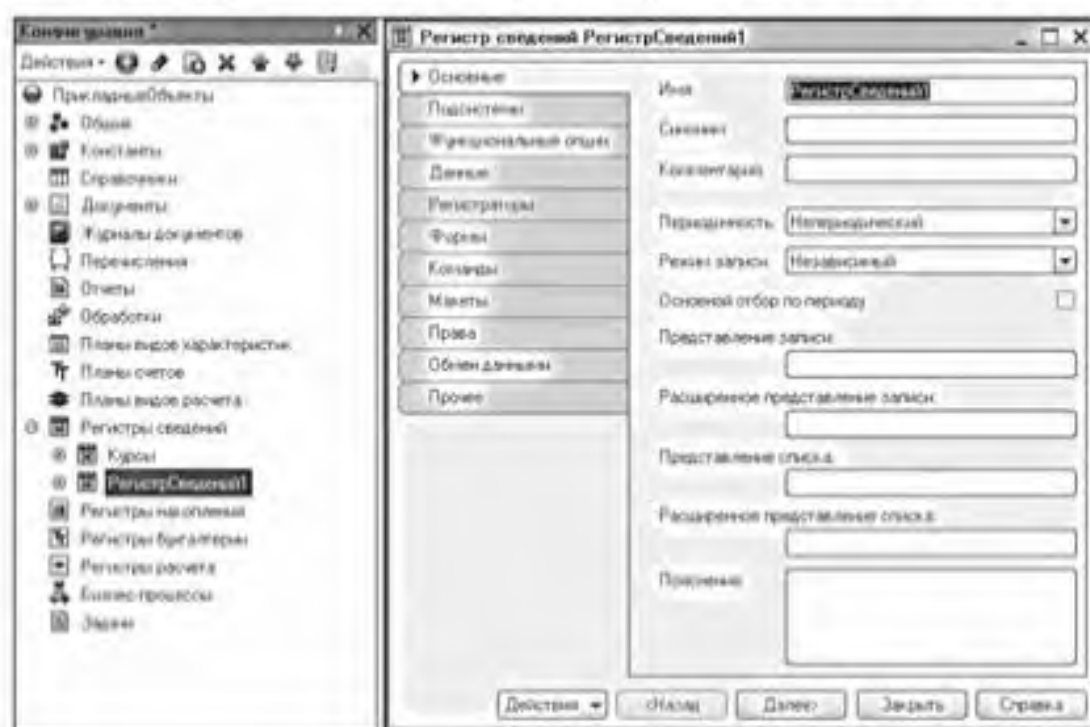 Конфигурация *
Действия
ПрикладныеОбъекты
Общие
Константы
Справочники
Документы
Журналы документов
Перечисления
Отчеты
Обработки
Планы видов характеристик
Планы счетов
Планы видов расчета
Регистры сведений
Курсы
РегистрСведений1
Регистры накопления
Регистры бухгалтерии
Регистры расчета
Бизнес-процессы
Задачи
Регистр сведений РегистрСведений1
Основные
Подсистемы
Функциональные опции
Данные
Регистраторы
Формы
Команды
Макеты
Права
Обмен данными
Прочее
Имя РегистрСведений1
Синоним
Комментарий
Периодичность Непериодический
Режим записи Независимый
Основной отбор по периоду
Представление записи:
Расширенное представление записи:
Представление списка:
Расширенное представление списка:
Пояснение
Действия <Назад Далее> Закрыть Справка